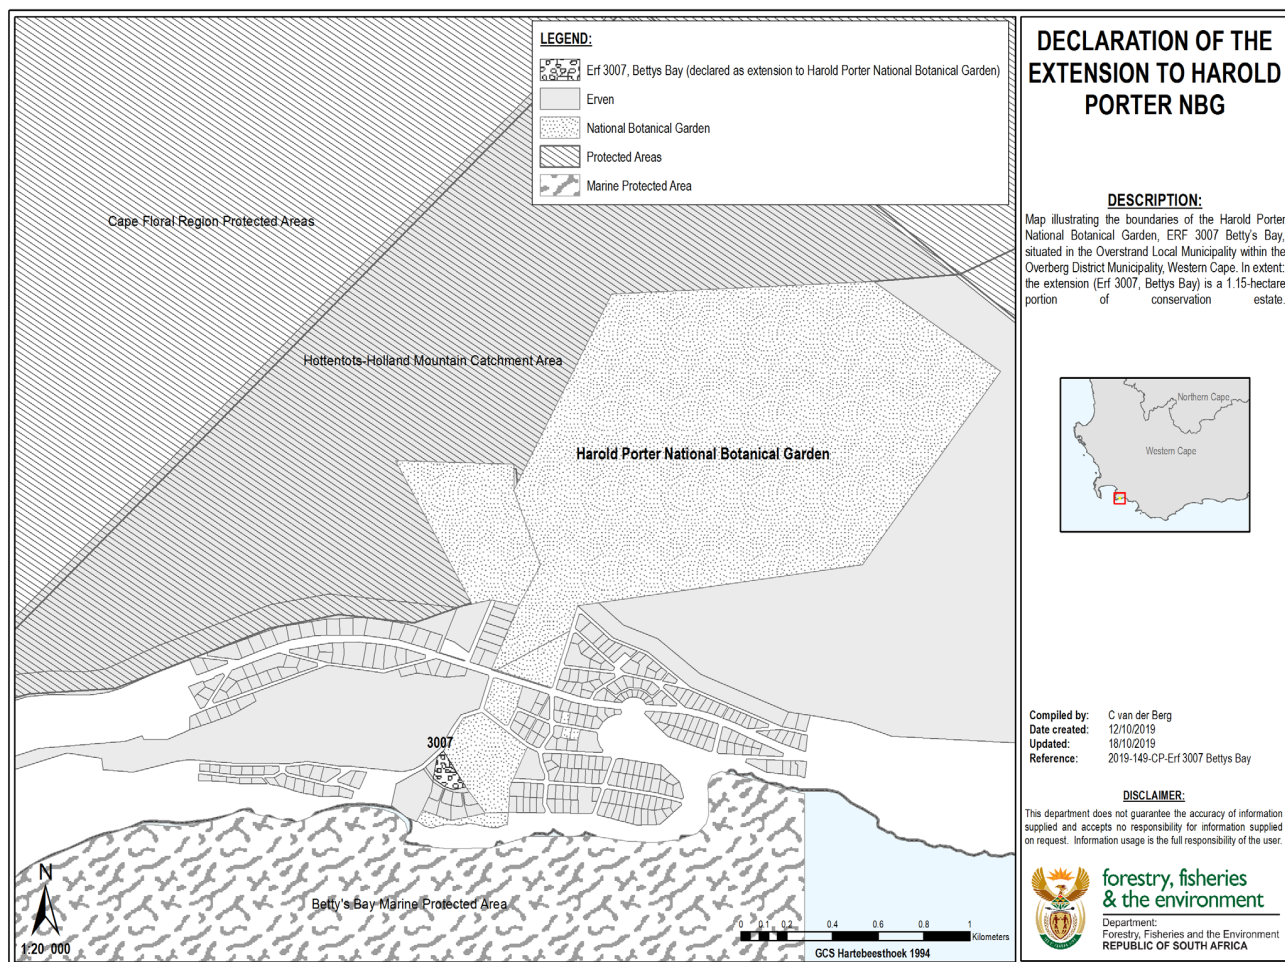 LEGEND:
Erf 3007, Bettys Bay (declared as extension to Harold Porter National Botanical Garden)
Erven
National Botanical Garden
Protected Areas
Marine Protected Area
Cape Floral Region Protected Areas
Hottentots-Holland Mountain Catchment Area
Harold Porter National Botanical Garden
3007
Betty's Bay Marine Protected Area
N
1:20 000
0 0.1 0.2 0.4 0.6 0.8 1
Kilometers
GCS Hartebeesthoek 1994
DECLARATION OF THE
EXTENSION TO HAROLD
PORTER NBG
DESCRIPTION:
Map illustrating the boundaries of the Harold Porter
National Botanical Garden, ERF 3007 Betty's Bay,
situated in the Overstrand Local Municipality within the
Overberg District Municipality, Western Cape. In extent:
the extension (Erf 3007, Bettys Bay) is a 1.15-hectare
portion of conservation estate.
Northern Cape
Western Cape
Compiled by: C van der Berg
Date created: 12/10/2019
Updated: 18/10/2019
Reference: 2019-149-CP-Erf 3007 Bettys Bay
DISCLAIMER:
This department does not guarantee the accuracy of information
supplied and accepts no responsibility for information supplied
on request. Information usage is the full responsibility of the user.
forestry, fisheries
& the environment
Department:
Forestry, Fisheries and the Environment
REPUBLIC OF SOUTH AFRICA